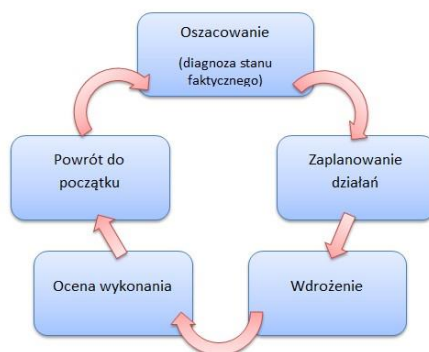 Oszacowanie
(diagnoza stanu
faktycznego)
Zaplanowanie
działań
Wdrożenie
Ocena wykonania
Powrót do
początku